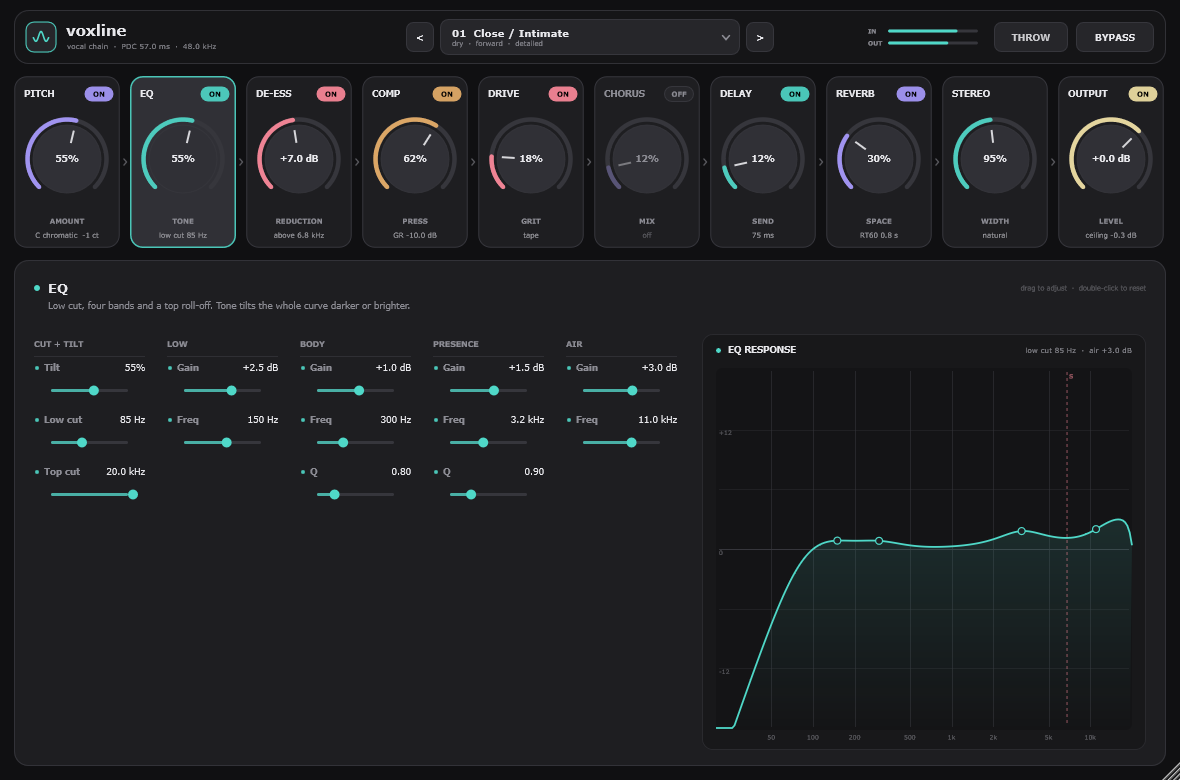 voxline
vocal chain · PDC 57.0 ms · 48.0 kHz
<
01 Close / Intimate
dry · forward · detailed
>
IN
OUT
THROW
BYPASS
PITCH ON
55%
AMOUNT
C chromatic -1 ct
EQ ON
55%
TONE
low cut 85 Hz
DE-ESS ON
+7.0 dB
REDUCTION
above 6.8 kHz
COMP ON
62%
PRESS
GR -10.0 dB
DRIVE ON
18%
GRIT
tape
CHORUS OFF
12%
MIX
off
DELAY ON
12%
SEND
75 ms
REVERB ON
30%
SPACE
RT60 0.8 s
STEREO
95%
WIDTH
natural
OUTPUT ON
+0.0 dB
LEVEL
ceiling -0.3 dB
EQ
Low cut, four bands and a top roll-off. Tone tilts the whole curve darker or brighter.
drag to adjust · double-click to reset
CUT + TILT
Tilt 55%
Low cut 85 Hz
Top cut 20.0 kHz
LOW
Gain +2.5 dB
Freq 150 Hz
BODY
Gain +1.0 dB
Freq 300 Hz
Q 0.80
PRESENCE
Gain +1.5 dB
Freq 3.2 kHz
Q 0.90
AIR
Gain +3.0 dB
Freq 11.0 kHz
EQ RESPONSE
low cut 85 Hz · air +3.0 dB
s
+12
0
-12
50 100 200 500 1k 2k 5k 10k